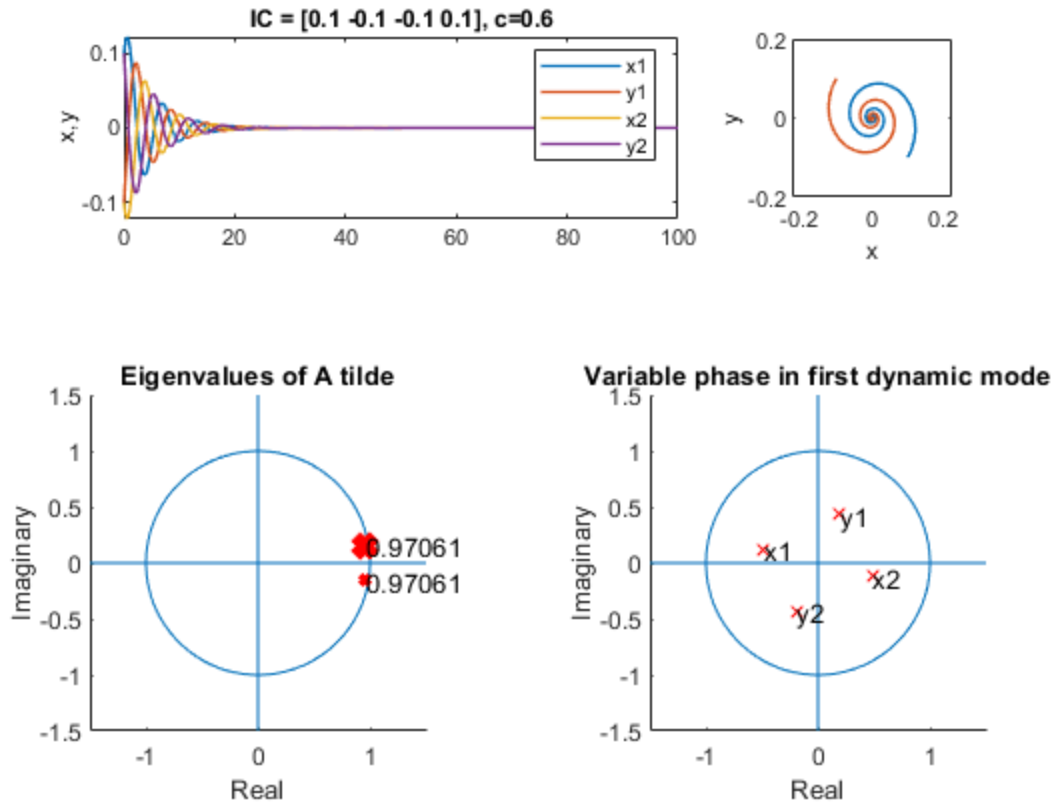 IC = [0.1 -0.1 -0.1 0.1], c=0.6
x,y
0.1
0
-0.1
0
20
40
60
80
100
x1
y1
x2
y2
y
0.2
0
-0.2
-0.2
0
0.2
x
Eigenvalues of A tilde
Imaginary
1.5
1
0.5
0
-0.5
-1
-1.5
0.97061
0.97061
-1
0
1
Real
Variable phase in first dynamic mode
Imaginary
1.5
1
0.5
0
-0.5
-1
-1.5
y1
x1
x2
y2
-1
0
1
Real